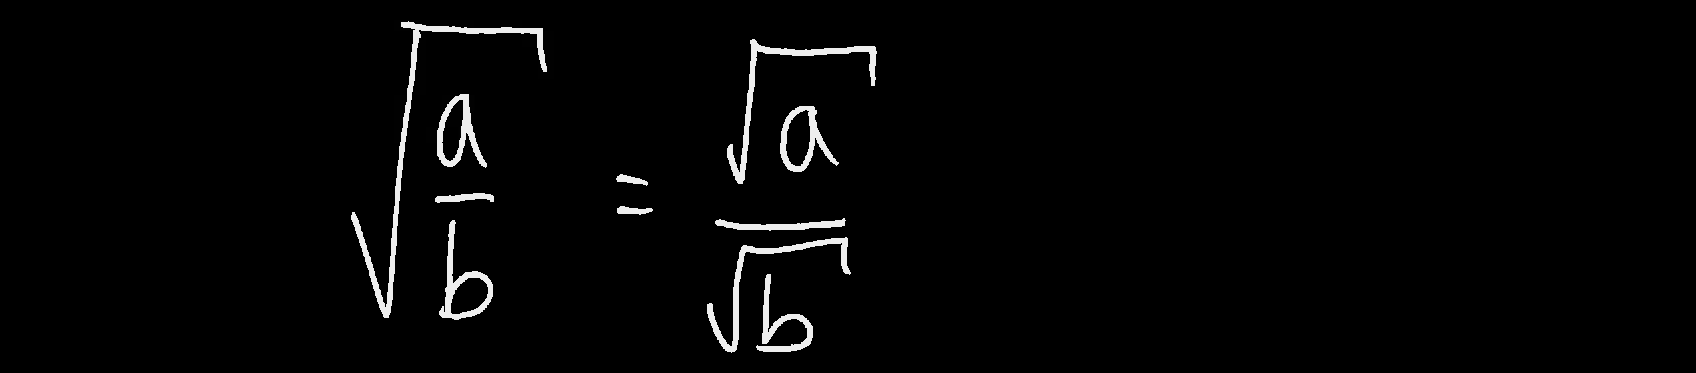 √(a/b) = √a/√b